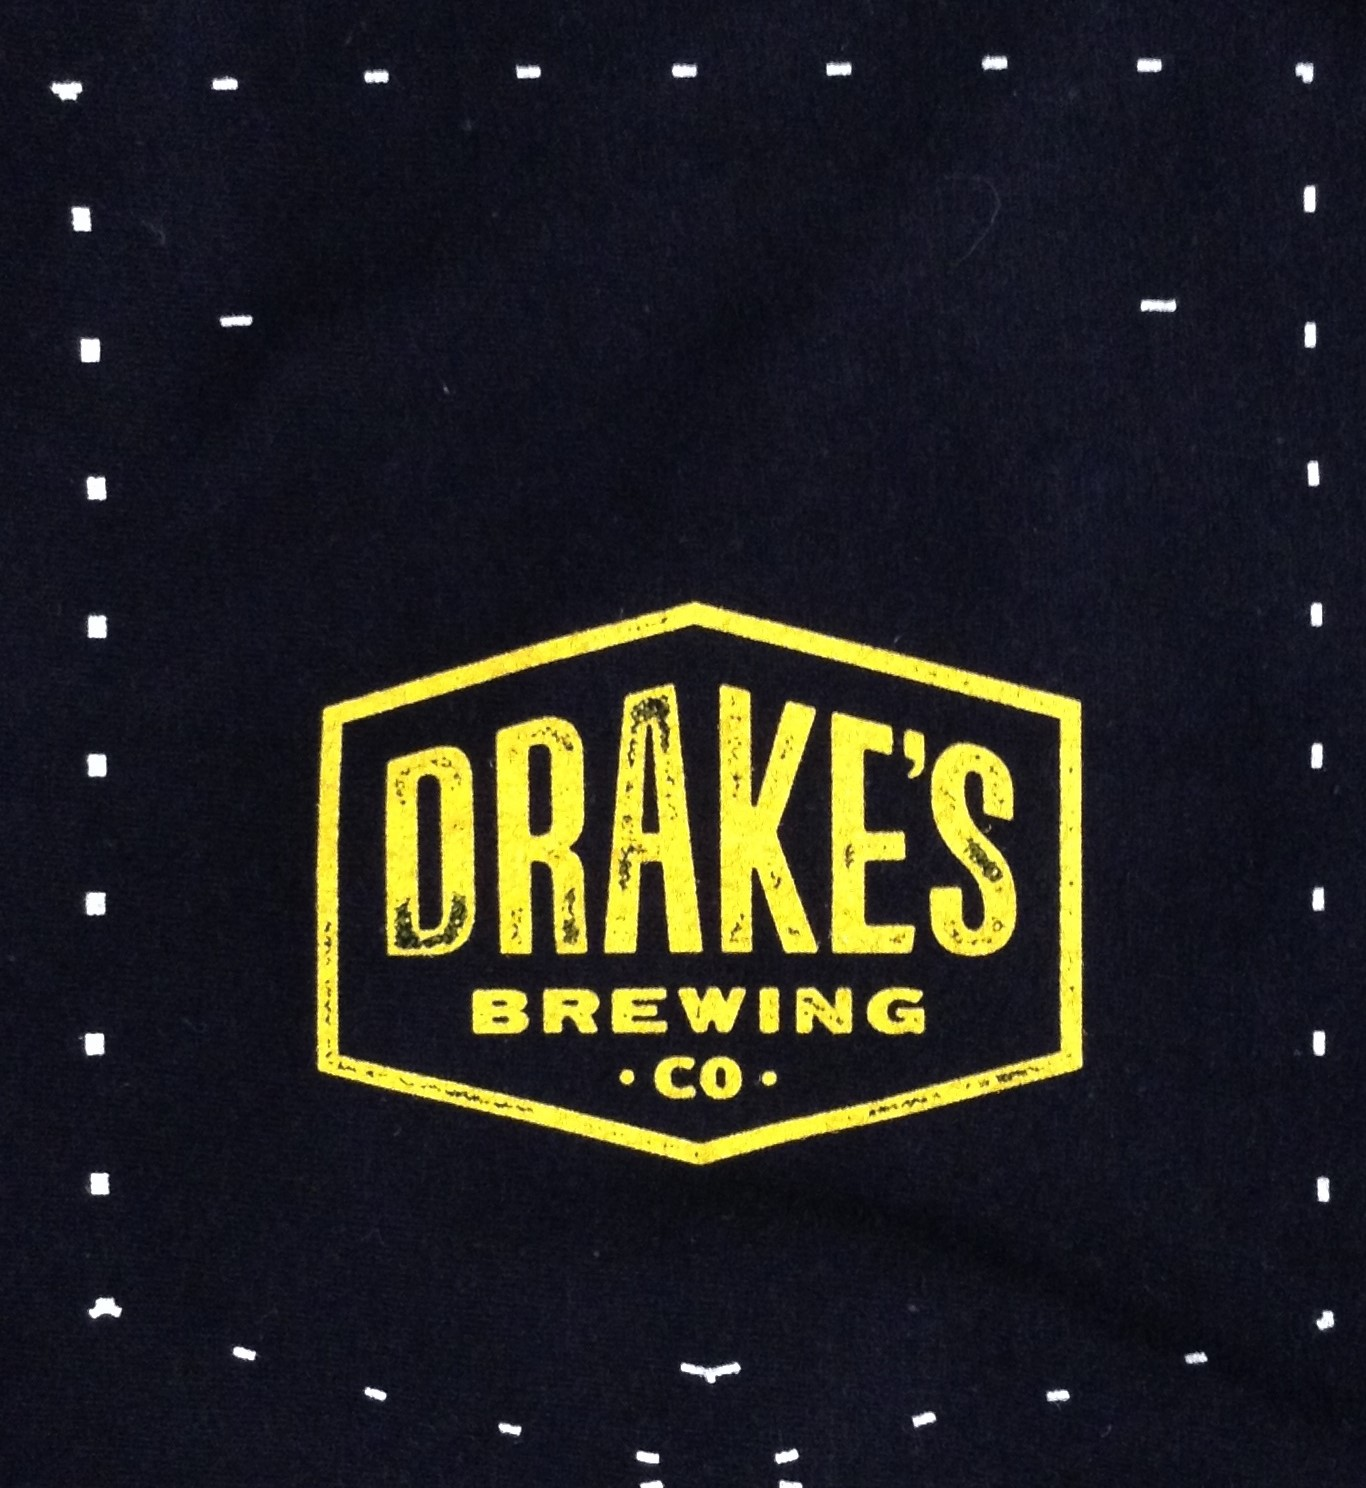 DRAKE'S
BREWING
· CO ·